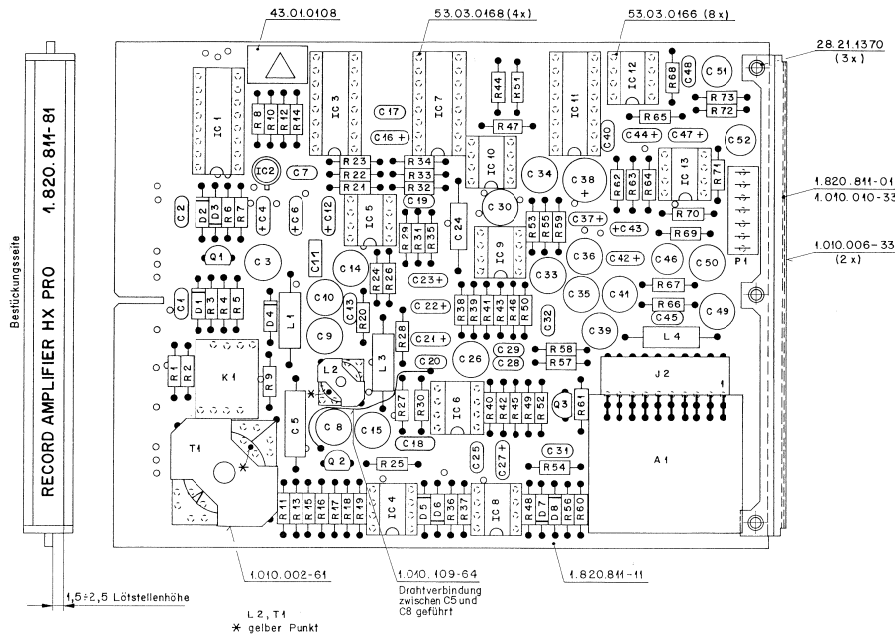 43.01.0108
53.03.0168 (4x)
53.03.0166 (8x)
28.21.1370
(3x)
1.820.811-01
1.010.010-33
1.010.006-33
(2x)
Bestückungsseite
RECORD AMPLIFIER HX PRO 1.820.811-81
1,5÷2,5 Lötstellenhöhe
IC 1
R 8
R 10
R 12
R 14
IC 3
C 17
C 16 +
IC 7
R 44
R 51
R 47
IC 11
IC 12
R 68
C 48
C 51
R 73
R 72
R 65
C 40
C 44 +
C 47 +
C 52
IC2
C 7
R 23
R 22
R 21
R 34
R 33
R 32
C 19
IC 10
C 34
C 38
+
R 62
R 63
R 64
IC 13
R 71
C 2
D 2
D 3
R 6
R 7
+ C 4
+ C 6
+ C 12
IC 5
R 29
R 31
R 35
C 24
C 30
R 53
R 55
R 59
C 37 +
+ C 43
R 70
R 69
P 1
Q 1
C 3
C 11
C 14
R 24
R 26
C 23 +
IC 9
C 33
C 36
C 42 +
C 46
C 50
C 1
D 1
R 3
R 4
R 5
D 4
L 1
C 10
C 13
R 20
C 22 +
R 38
R 39
R 41
R 43
R 46
R 50
C 32
C 35
C 41
R 67
R 66
C 45
C 49
C 9
R 28
C 21 +
C 39
L 4
R 1
R 2
K 1
R 9
L 2
L 3
C 20
C 26
C 29
C 28
R 58
R 57
J 2
1
*
C 5
C 8
C 15
R 27
R 30
IC 6
R 40
R 42
R 45
R 49
R 52
Q 3
R 61
A 1
T 1
*
C 18
Q 2
R 25
C 25
C 27 +
C 31
R 54
R 11
R 13
R 15
R 16
R 17
R 18
R 19
IC 4
D 5
D 6
R 36
R 37
IC 8
R 48
D 7
D 8
R 56
R 60
1.010.002-61
1.010.109-64
Drahtverbindung
zwischen C5 und
C8 geführt
1.820.811-11
L 2, T 1
* gelber Punkt